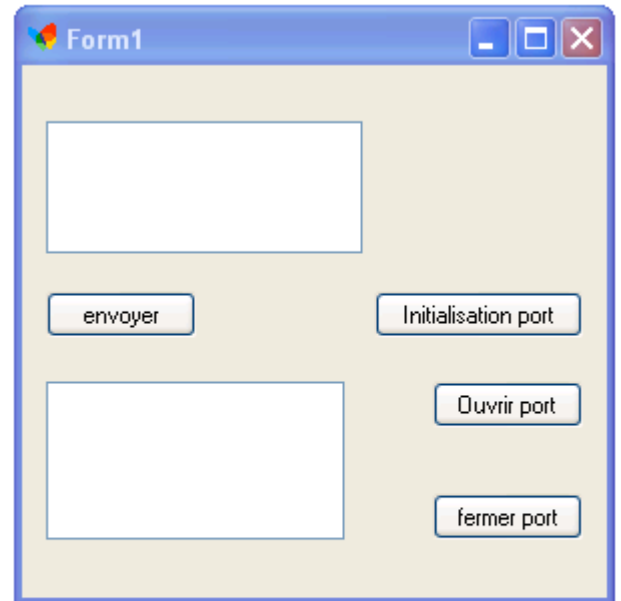 Form1
envoyer
Initialisation port
Ouvrir port
fermer port